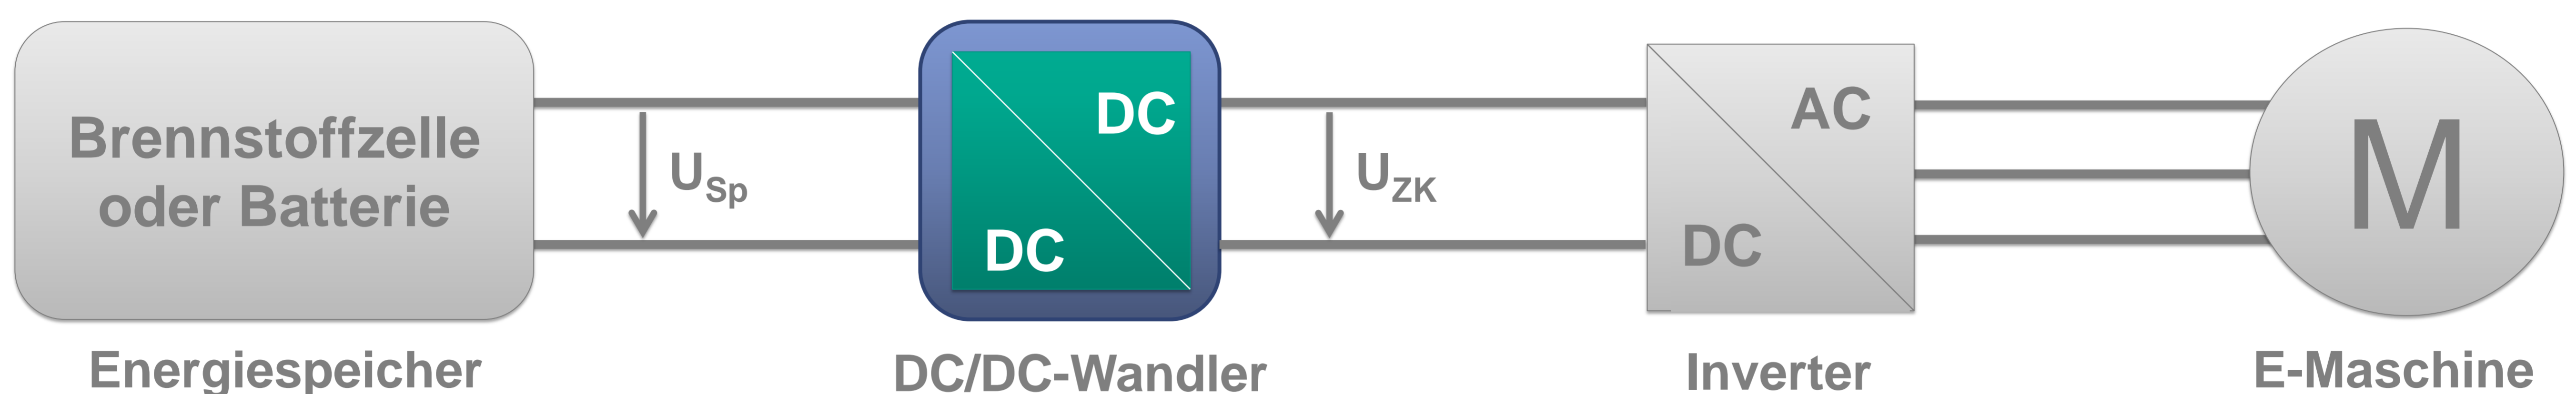 Brennstoffzelle
oder Batterie
U_Sp
DC
DC
U_ZK
AC
DC
M
Energiespeicher
DC/DC-Wandler
Inverter
E-Maschine